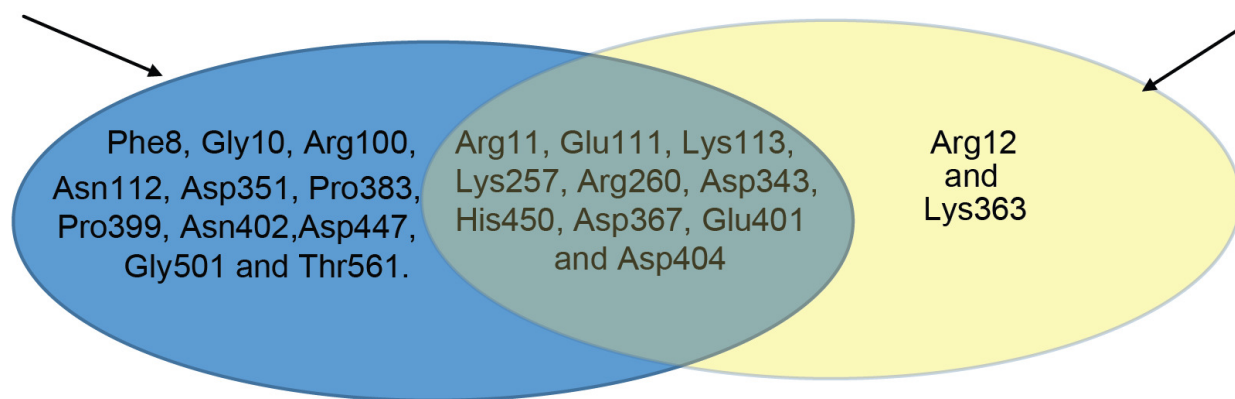 Phe8, Gly10, Arg100,
Asn112, Asp351, Pro383,
Pro399, Asn402,Asp447,
Gly501 and Thr561.
Arg11, Glu111, Lys113,
Lys257, Arg260, Asp343,
His450, Asp367, Glu401
and Asp404
Arg12
and
Lys363